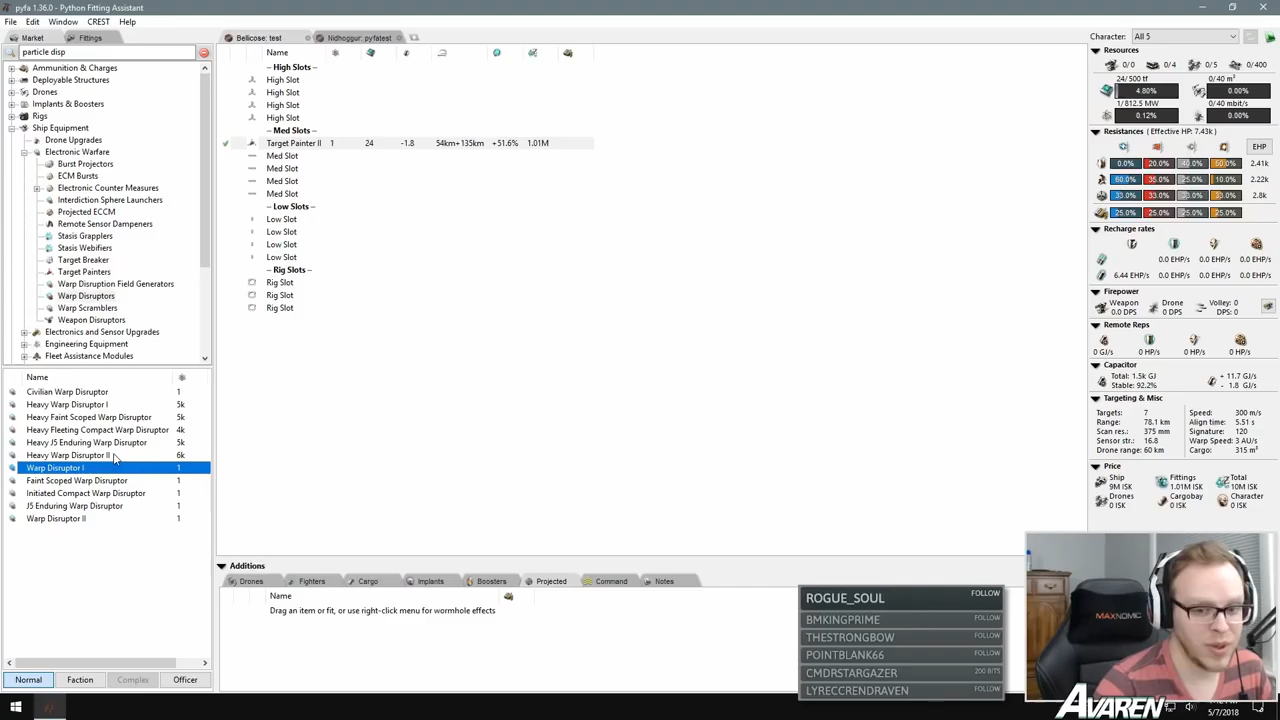 pyfa 1.36.0 - Python Fitting Assistant
File Edit Window CREST Help
Market Fittings
particle disp
Ammunition & Charges
Deployable Structures
Drones
Implants & Boosters
Rigs
Ship Equipment
Drone Upgrades
Electronic Warfare
Burst Projectors
ECM Bursts
Electronic Counter Measures
Interdiction Sphere Launchers
Projected ECCM
Remote Sensor Dampeners
Stasis Grapplers
Stasis Webifiers
Target Breaker
Target Painters
Warp Disruption Field Generators
Warp Disruptors
Warp Scramblers
Weapon Disruptors
Electronics and Sensor Upgrades
Engineering Equipment
Fleet Assistance Modules
Name
Civilian Warp Disruptor 1
Heavy Warp Disruptor I 5k
Heavy Faint Scoped Warp Disruptor 5k
Heavy Fleeting Compact Warp Disruptor 4k
Heavy J5 Enduring Warp Disruptor 5k
Heavy Warp Disruptor II 6k
Warp Disruptor I 1
Faint Scoped Warp Disruptor 1
Initiated Compact Warp Disruptor 1
J5 Enduring Warp Disruptor 1
Warp Disruptor II 1
Normal Faction Complex Officer
Bellicose: test Nidhoggr: pyfatest
Name
– High Slots –
High Slot
High Slot
High Slot
High Slot
– Med Slots –
Target Painter II 1 24 -1.8 54km+135km +51.6% 1.01M
Med Slot
Med Slot
Med Slot
Med Slot
– Low Slots –
Low Slot
Low Slot
Low Slot
Low Slot
– Rig Slots –
Rig Slot
Rig Slot
Rig Slot
Additions
Drones Fighters Cargo Implants Boosters Projected Command Notes
Name
Drag an item or fit, or use right-click menu for wormhole effects
Character: All 5
Resources
0/0 0/4 0/5 0/400
24/500 tf 0/40 m³
4.80% 0.00%
1/812.5 MW 0/40 mbit/s
0.12% 0.00%
Resistances ( Effective HP: 7.43k )
EHP
0.0% 20.0% 40.0% 50.0% 2.41k
60.0% 35.0% 25.0% 10.0% 2.22k
33.0% 33.0% 33.0% 33.0% 2.8k
25.0% 25.0% 25.0% 25.0%
Recharge rates
0.0 EHP/s 0.0 EHP/s 0.0 EHP/s
6.44 EHP/s 0.0 EHP/s 0.0 EHP/s 0.0 EHP/s
Firepower
Weapon 0.0 DPS Drone 0.0 DPS Volley: 0 DPS: 0
Remote Reps
0 GJ/s 0 HP/s 0 HP/s 0 HP/s
Capacitor
Total: 1.5k GJ + 11.7 GJ/s
Stable: 92.2% - 1.8 GJ/s
Targeting & Misc
Targets: 7 Speed: 300 m/s
Range: 78.1 km Align time: 5.51 s
Scan res.: 375 mm Signature: 120
Sensor str.: 16.8 Warp Speed: 3 AU/s
Drone range: 60 km Cargo: 315 m³
Price
Ship 9M ISK Fittings 1.01M ISK Total 10M ISK
Drones 0 ISK Cargobay 0 ISK Character 0 ISK
ROGUE_SOUL FOLLOW
BMKINGPRIME FOLLOW
THESTRONGBOW FOLLOW
POINTBLANK66 FOLLOW
CMDRSTARGAZER 200 BITS
LYRECCRENDRAVEN FOLLOW
MAXNOMIC
AVAREN
5/7/2018